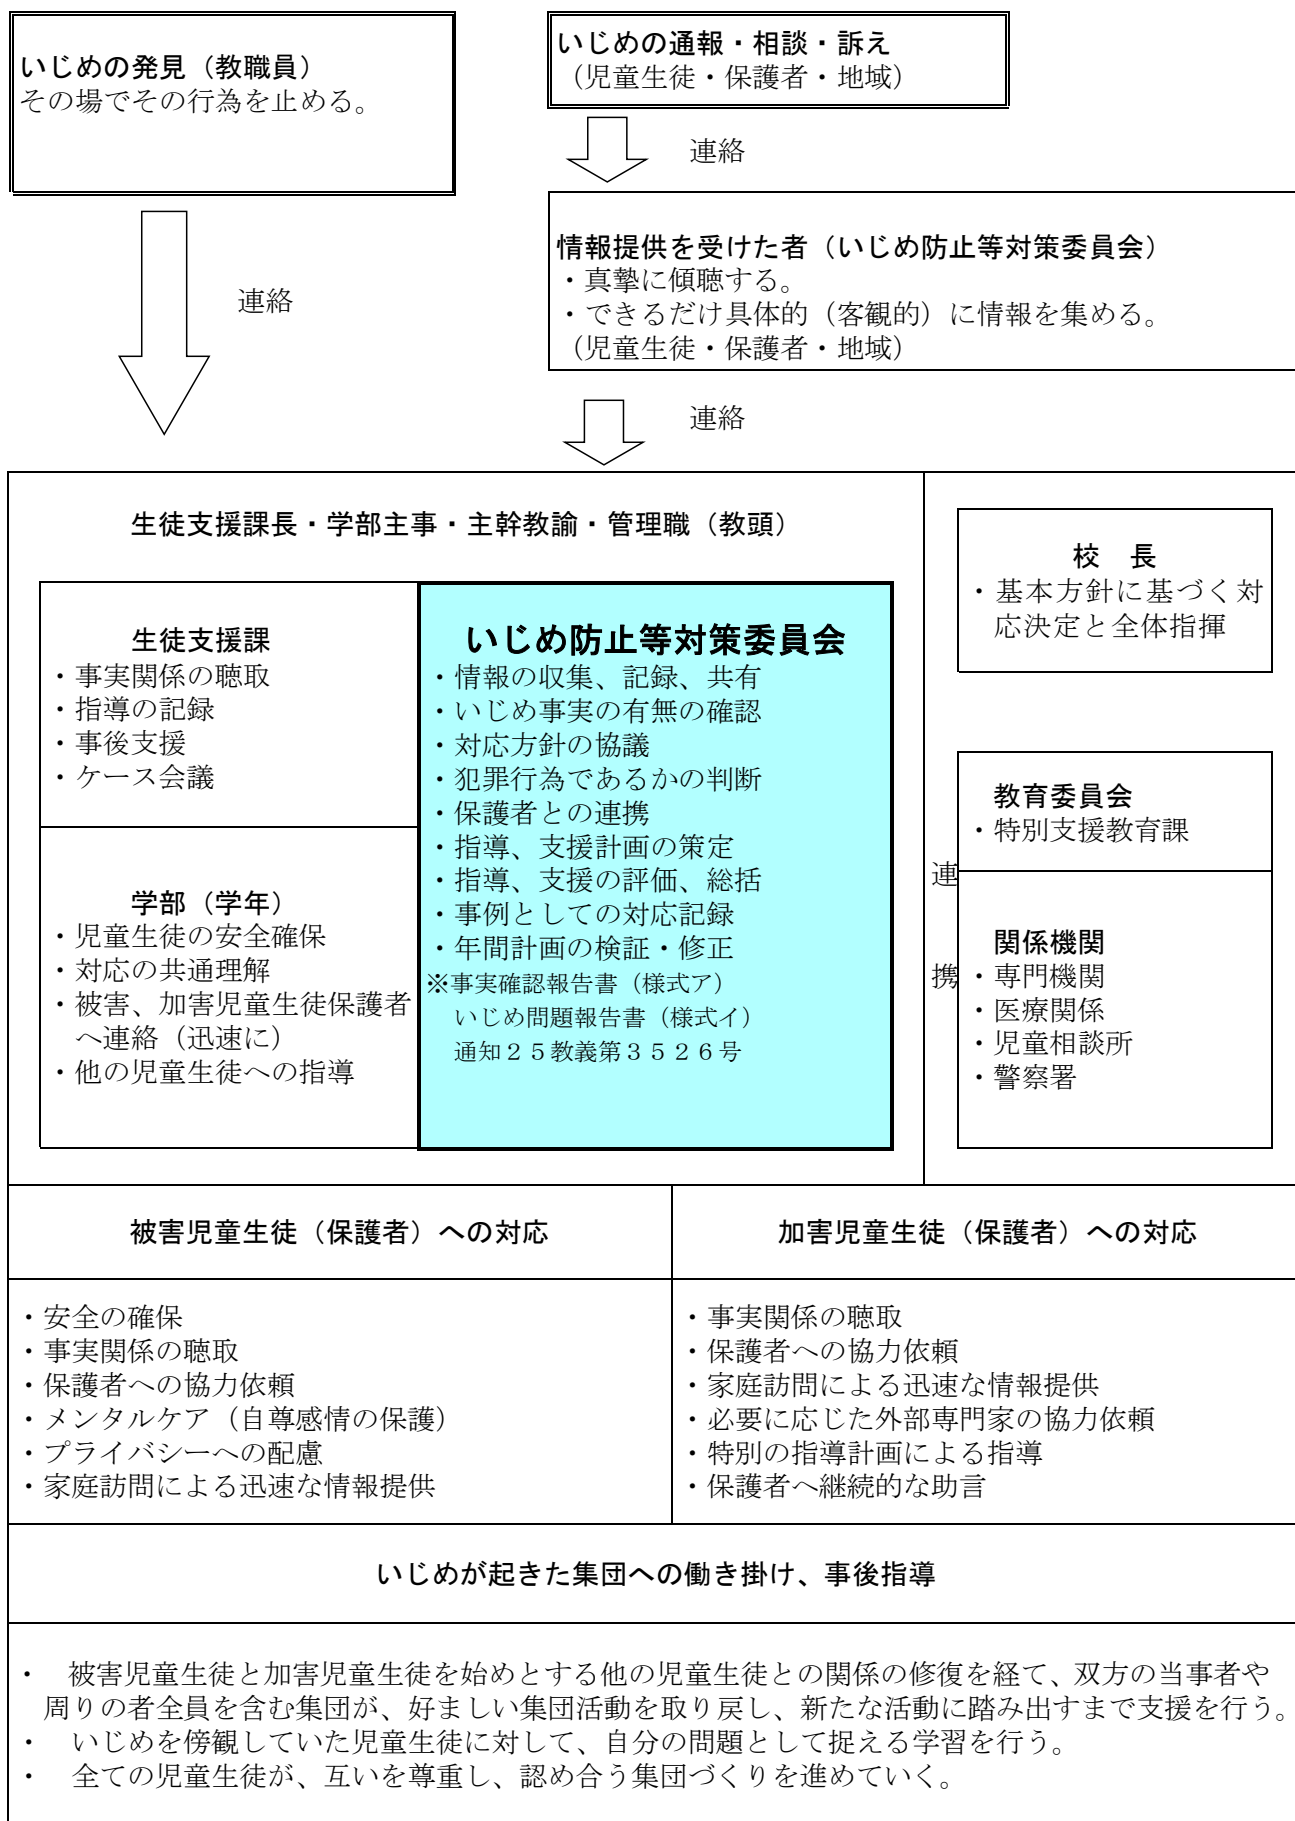 いじめの発見（教職員）
その場でその行為を止める。
いじめの通報・相談・訴え
（児童生徒・保護者・地域）
連絡
情報提供を受けた者（いじめ防止等対策委員会）
・真摯に傾聴する。
・できるだけ具体的（客観的）に情報を集める。
（児童生徒・保護者・地域）
連絡
連絡
生徒支援課長・学部主事・主幹教諭・管理職（教頭）
生徒支援課
・事実関係の聴取
・指導の記録
・事後支援
・ケース会議
学部（学年）
・児童生徒の安全確保
・対応の共通理解
・被害、加害児童生徒保護者
へ連絡（迅速に）
・他の児童生徒への指導
いじめ防止等対策委員会
・情報の収集、記録、共有
・いじめ事実の有無の確認
・対応方針の協議
・犯罪行為であるかの判断
・保護者との連携
・指導、支援計画の策定
・指導、支援の評価、総括
・事例としての対応記録
・年間計画の検証・修正
※事実確認報告書（様式ア）
いじめ問題報告書（様式イ）
通知２５教義第３５２６号
連
携
校　長
・基本方針に基づく対
応決定と全体指揮
教育委員会
・特別支援教育課
関係機関
・専門機関
・医療関係
・児童相談所
・警察署
被害児童生徒（保護者）への対応
・安全の確保
・事実関係の聴取
・保護者への協力依頼
・メンタルケア（自尊感情の保護）
・プライバシーへの配慮
・家庭訪問による迅速な情報提供
加害児童生徒（保護者）への対応
・事実関係の聴取
・保護者への協力依頼
・家庭訪問による迅速な情報提供
・必要に応じた外部専門家の協力依頼
・特別の指導計画による指導
・保護者へ継続的な助言
いじめが起きた集団への働き掛け、事後指導
・　被害児童生徒と加害児童生徒を始めとする他の児童生徒との関係の修復を経て、双方の当事者や
周りの者全員を含む集団が、好ましい集団活動を取り戻し、新たな活動に踏み出すまで支援を行う。
・　いじめを傍観していた児童生徒に対して、自分の問題として捉える学習を行う。
・　全ての児童生徒が、互いを尊重し、認め合う集団づくりを進めていく。